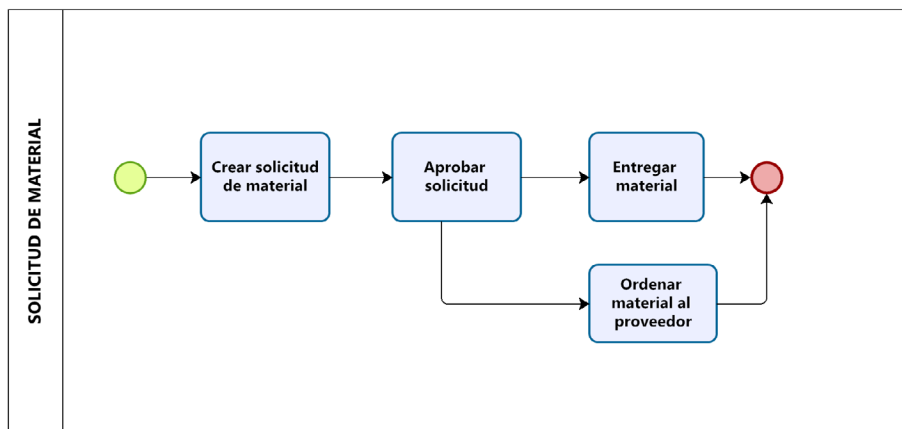 SOLICITUD DE MATERIAL
Crear solicitud
de material
Aprobar
solicitud
Entregar
material
Ordenar
material al
proveedor